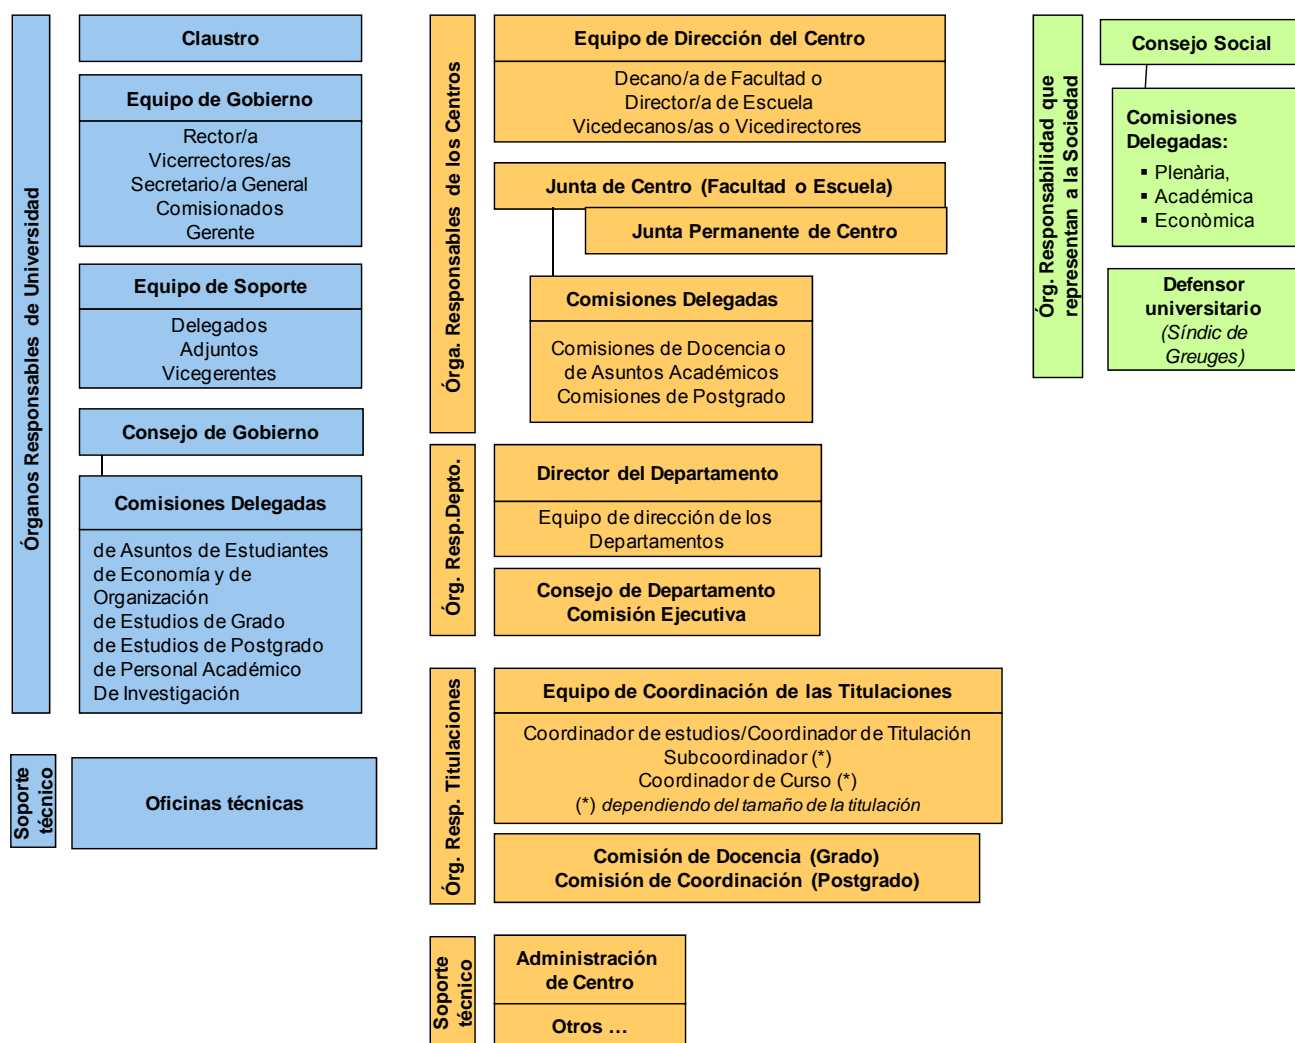 Órganos Responsables de Universidad
Claustro
Equipo de Gobierno
Rector/a
Vicerrectores/as
Secretario/a General
Comisionados
Gerente
Equipo de Soporte
Delegados
Adjuntos
Vicegerentes
Consejo de Gobierno
Comisiones Delegadas
de Asuntos de Estudiantes
de Economía y de
Organización
de Estudios de Grado
de Estudios de Postgrado
de Personal Académico
De Investigación
Soporte
técnico
Oficinas técnicas
Órga. Responsables de los Centros
Equipo de Dirección del Centro
Decano/a de Facultad o
Director/a de Escuela
Vicedecanos/as o Vicedirectores
Junta de Centro (Facultad o Escuela)
Junta Permanente de Centro
Comisiones Delegadas
Comisiones de Docencia o
de Asuntos Académicos
Comisiones de Postgrado
Órg. Resp.Depto.
Director del Departamento
Equipo de dirección de los
Departamentos
Consejo de Departamento
Comisión Ejecutiva
Órg. Resp. Titulaciones
Equipo de Coordinación de las Titulaciones
Coordinador de estudios/Coordinador de Titulación
Subcoordinador (*)
Coordinador de Curso (*)
(*) dependiendo del tamaño de la titulación
Comisión de Docencia (Grado)
Comisión de Coordinación (Postgrado)
Soporte
técnico
Administración
de Centro
Otros ...
Órg. Responsabilidad que
representan a la Sociedad
Consejo Social
Comisiones
Delegadas:
▪ Plenària,
▪ Académica
▪ Econòmica
Defensor
universitario
(Síndic de
Greuges)